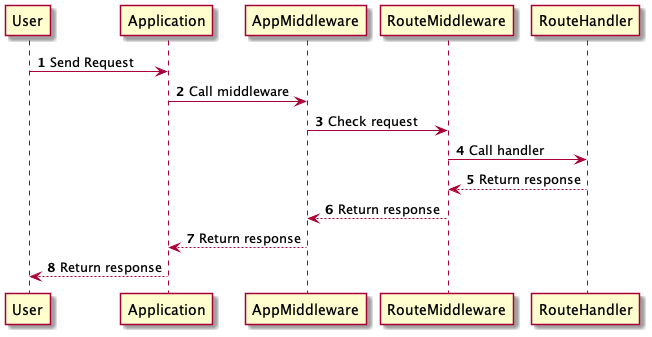 User Application AppMiddleware RouteMiddleware RouteHandler
1 Send Request
2 Call middleware
3 Check request
4 Call handler
5 Return response
6 Return response
7 Return response
8 Return response
User Application AppMiddleware RouteMiddleware RouteHandler